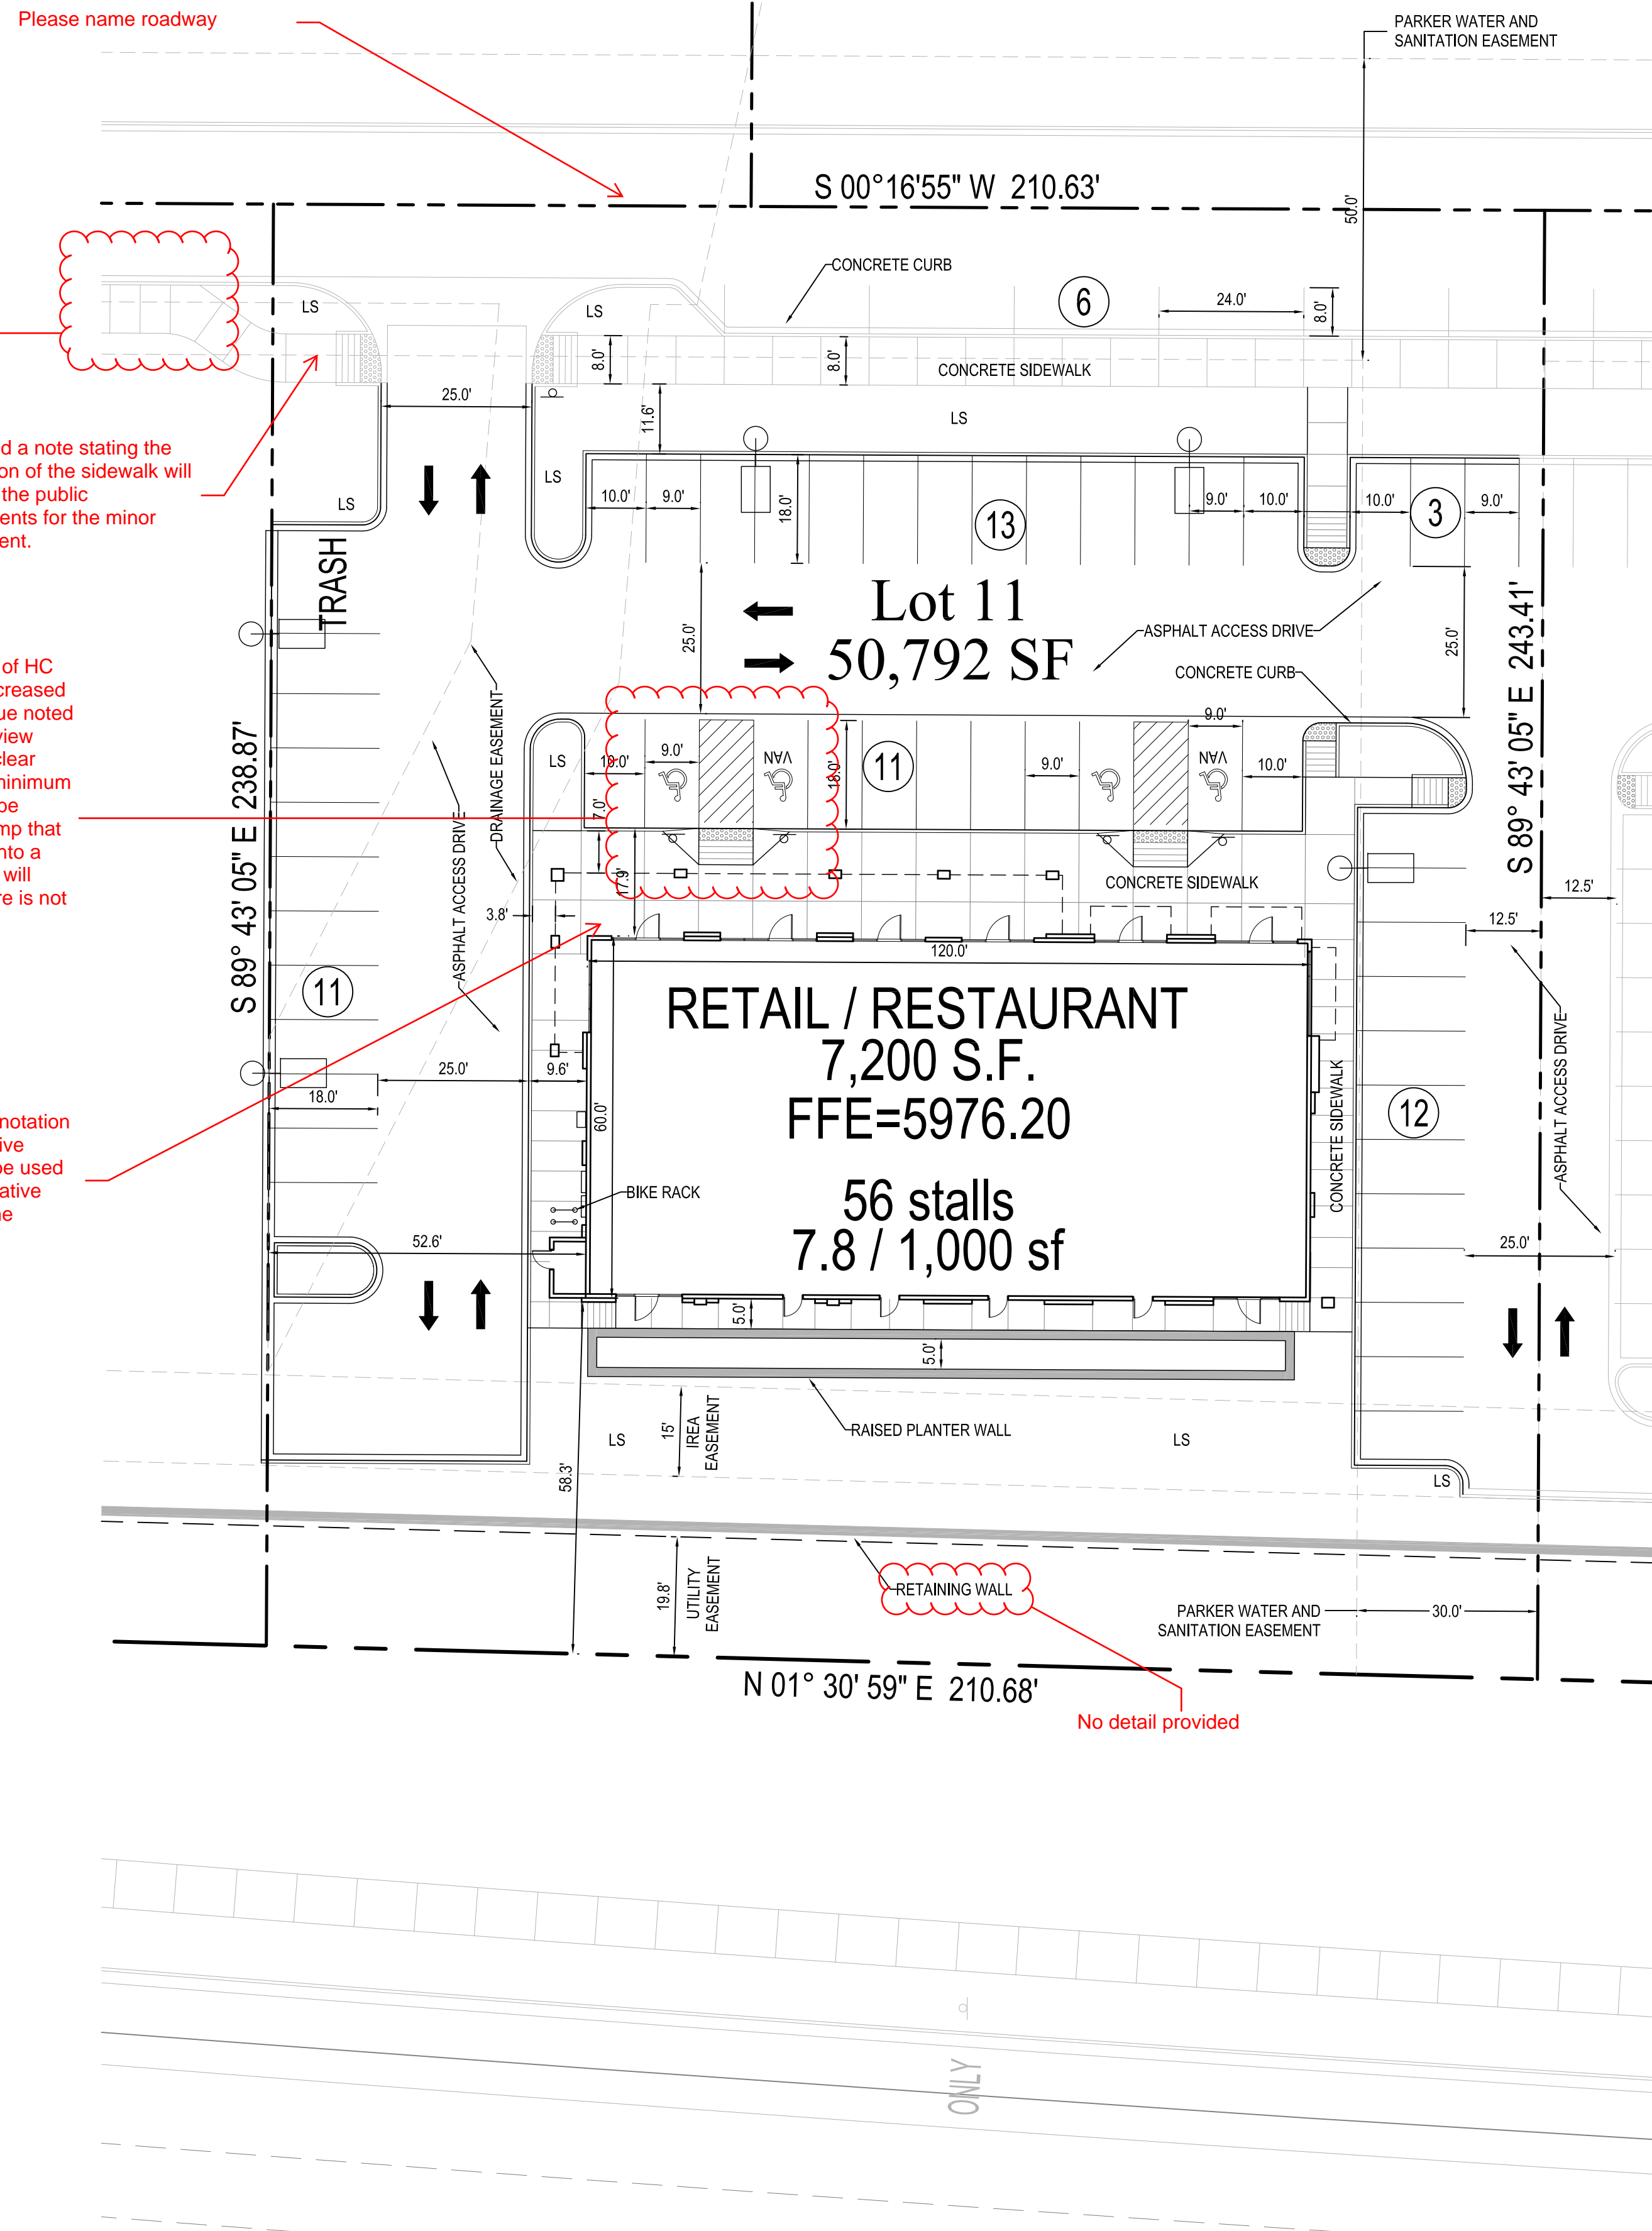 Please name roadway
PARKER WATER AND
SANITATION EASEMENT
S 00°16'55" W 210.63'
50.0'
CONCRETE CURB
LS
LS
6
24.0'
8.0'
8.0'
8.0'
CONCRETE SIDEWALK
25.0'
11.6'
LS
d a note stating the
on of the sidewalk will
the public
ents for the minor
ent.
LS
LS
10.0'
9.0'
18.0'
13
9.0'
10.0'
10.0'
3
9.0'
TRASH
Lot 11
50,792 SF
25.0'
ASPHALT ACCESS DRIVE
25.0'
S 89° 43' 05" E 243.41'
CONCRETE CURB
of HC
creased
ue noted
view
clear
minimum
be
mp that
nto a
will
re is not
S 89° 43' 05" E 238.87'
DRAINAGE EASEMENT
ASPHALT ACCESS DRIVE
LS
10.0'
9.0'
VAN
18.0'
11
9.0'
9.0'
VAN
10.0'
7.0'
17.9'
CONCRETE SIDEWALK
3.8'
12.5'
12.5'
120.0'
11
RETAIL / RESTAURANT
7,200 S.F.
FFE=5976.20
56 stalls
7.8 / 1,000 sf
25.0'
9.6'
18.0'
60.0'
CONCRETE SIDEWALK
12
ASPHALT ACCESS DRIVE
notation
ive
be used
ative
ne
BIKE RACK
52.6'
25.0'
5.0'
5.0'
RAISED PLANTER WALL
LS
15'
IREA
EASEMENT
LS
LS
58.3'
19.8'
UTILITY
EASEMENT
RETAINING WALL
PARKER WATER AND
SANITATION EASEMENT
30.0'
N 01° 30' 59" E 210.68'
No detail provided
ONLY